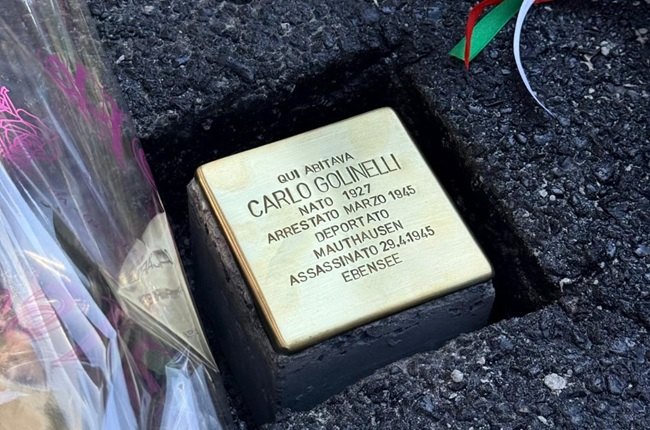 QUI ABITAVA
CARLO GOLINELLI
NATO 1927
ARRESTATO MARZO 1945
DEPORTATO
MAUTHAUSEN
ASSASSINATO 29.4.1945
EBENSEE